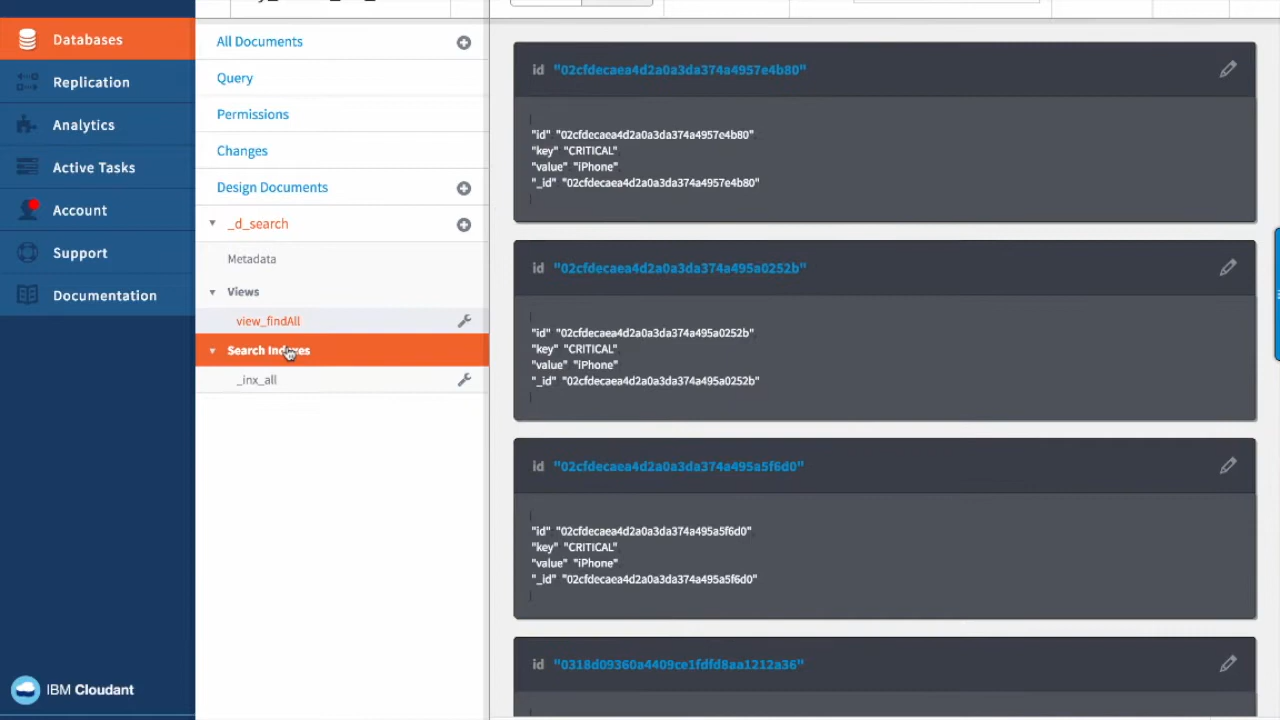 Databases
Replication
Analytics
Active Tasks
Account
Support
Documentation
IBM Cloudant
All Documents
Query
Permissions
Changes
Design Documents
_d_search
Metadata
Views
view_findAll
Search Indexes
_inx_all
id "02cfdecaea4d2a0a3da374a4957e4b80"
"id" "02cfdecaea4d2a0a3da374a4957e4b80"
"key" "CRITICAL"
"value" "iPhone"
"_id" "02cfdecaea4d2a0a3da374a4957e4b80"
id "02cfdecaea4d2a0a3da374a495a0252b"
"id" "02cfdecaea4d2a0a3da374a495a0252b"
"key" "CRITICAL"
"value" "iPhone"
"_id" "02cfdecaea4d2a0a3da374a495a0252b"
id "02cfdecaea4d2a0a3da374a495a5f6d0"
"id" "02cfdecaea4d2a0a3da374a495a5f6d0"
"key" "CRITICAL"
"value" "iPhone"
"_id" "02cfdecaea4d2a0a3da374a495a5f6d0"
id "0318d09360a4409ce1fdfd8aa1212a36"